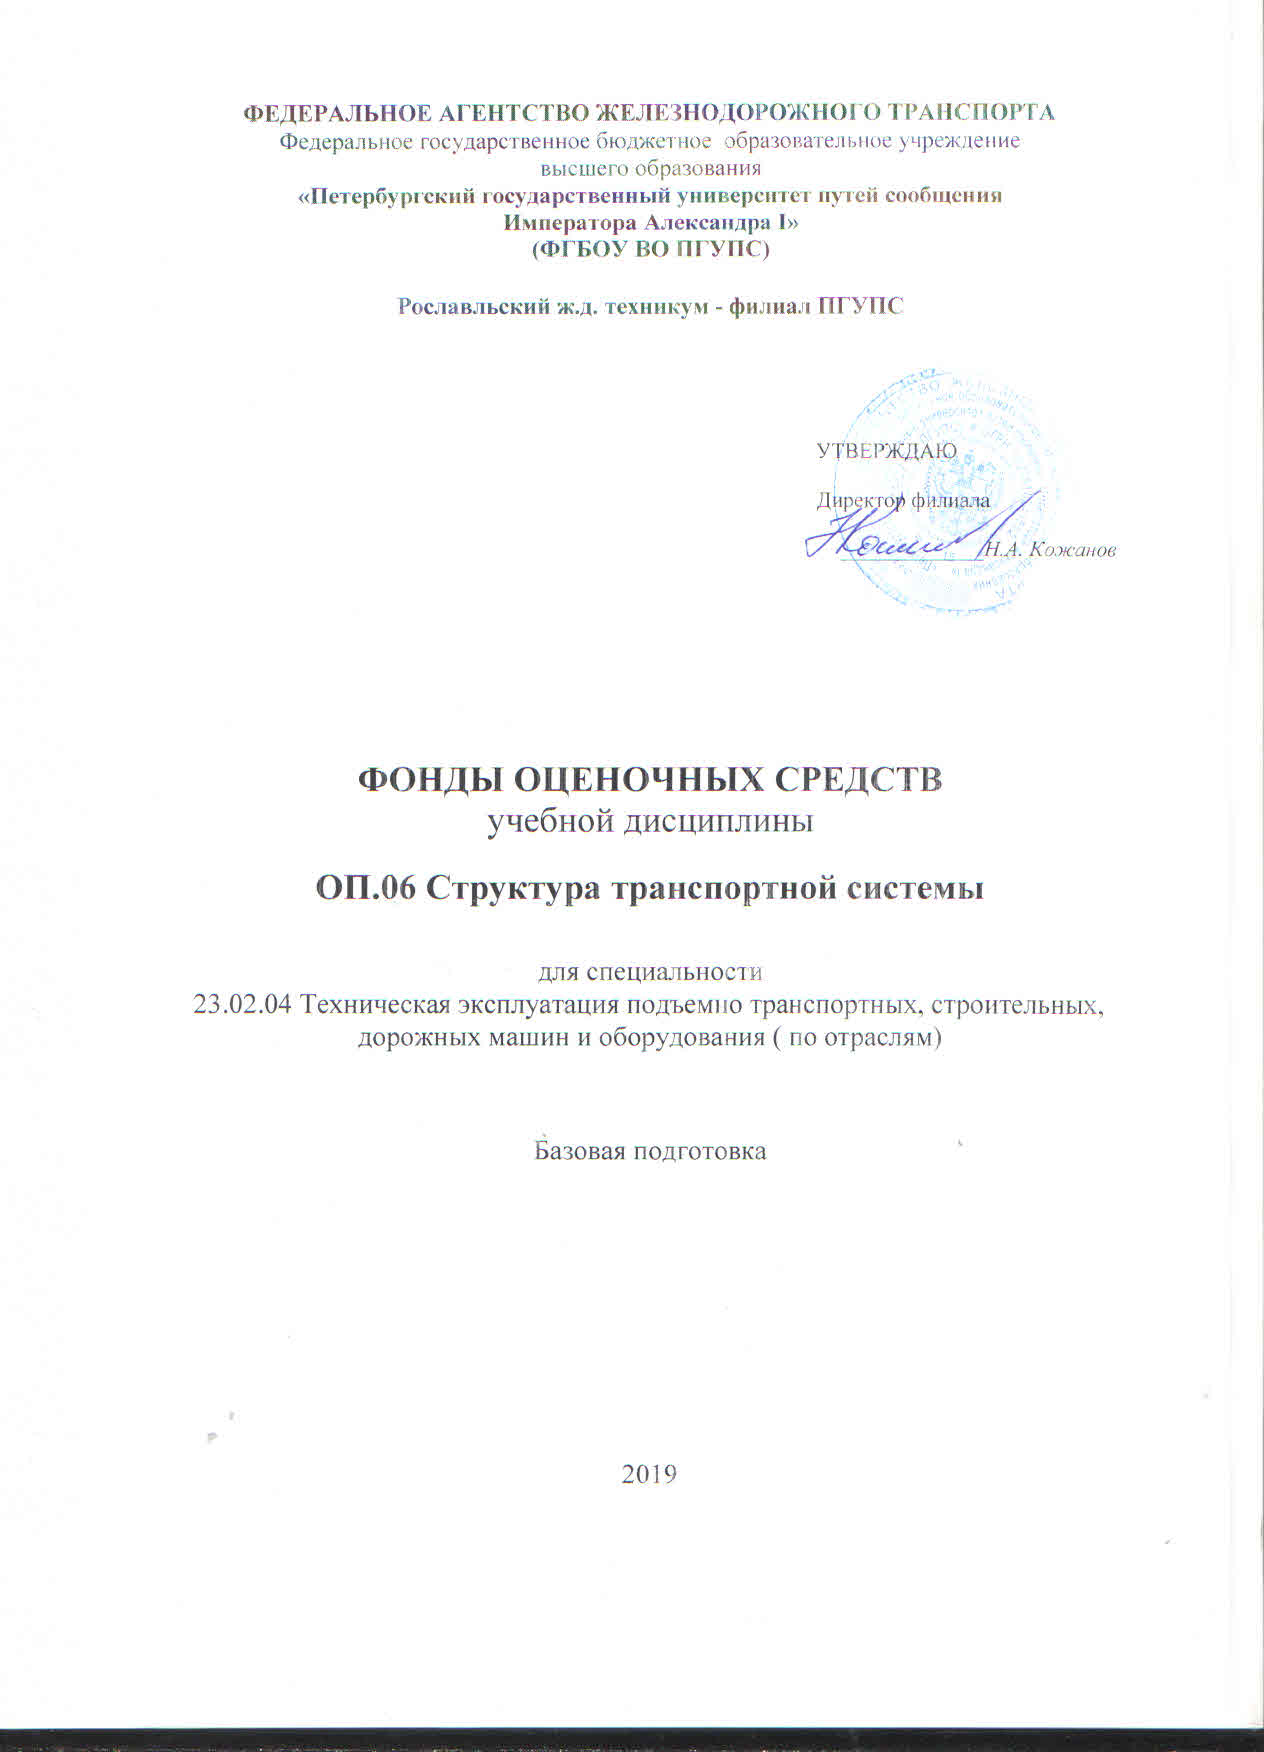 ФЕДЕРАЛЬНОЕ АГЕНТСТВО ЖЕЛЕЗНОДОРОЖНОГО ТРАНСПОРТА
Федеральное государственное бюджетное образовательное учреждение
высшего образования
«Петербургский государственный университет путей сообщения
Императора Александра I»
(ФГБОУ ВО ПГУПС)
Рославльский ж.д. техникум - филиал ПГУПС
УТВЕРЖДАЮ
Директор филиала
Н.А. Кожанов
ФОНДЫ ОЦЕНОЧНЫХ СРЕДСТВ
учебной дисциплины
ОП.06 Структура транспортной системы
для специальности
23.02.04 Техническая эксплуатация подъемно транспортных, строительных,
дорожных машин и оборудования ( по отраслям)
Базовая подготовка
2019